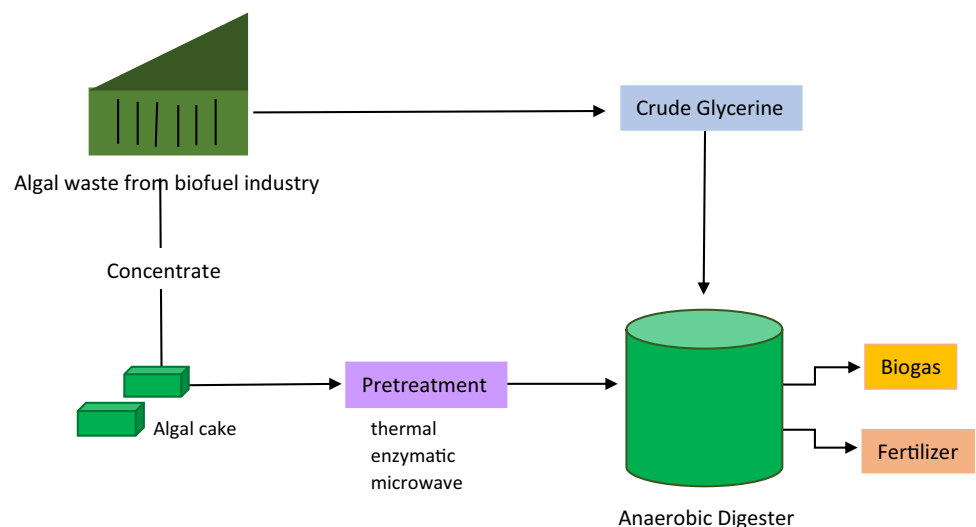 Crude Glycerine
Algal waste from biofuel industry
Concentrate
Pretreatment
Algal cake
thermal
enzymatic
microwave
Biogas
Fertilizer
Anaerobic Digester